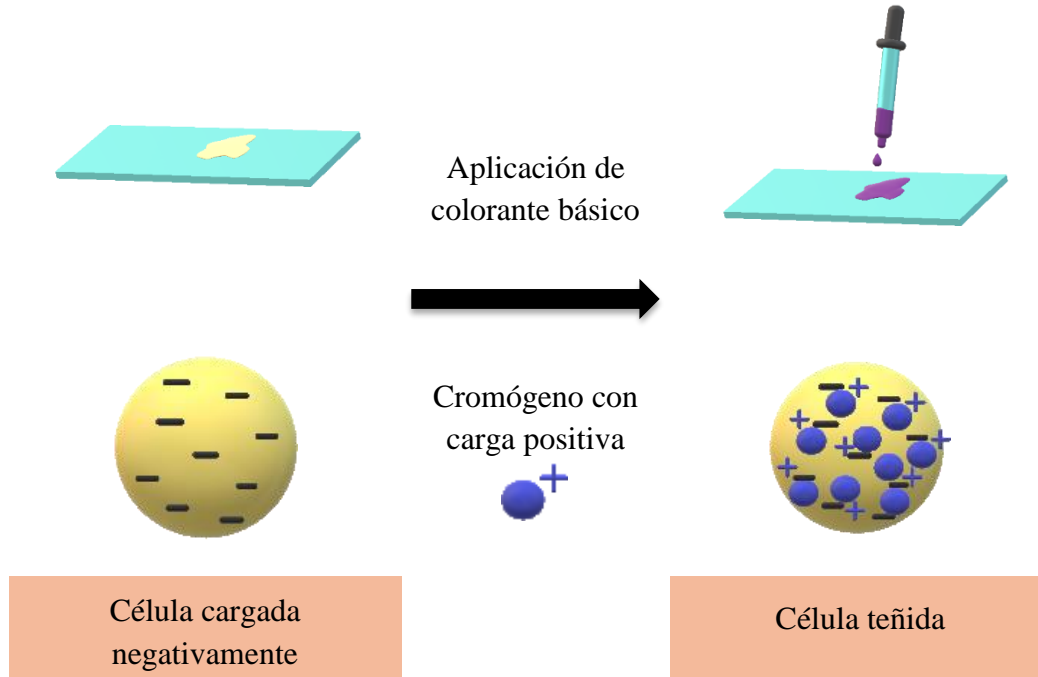 Aplicación de
colorante básico
Cromógeno con
carga positiva
Célula cargada
negativamente
Célula teñida